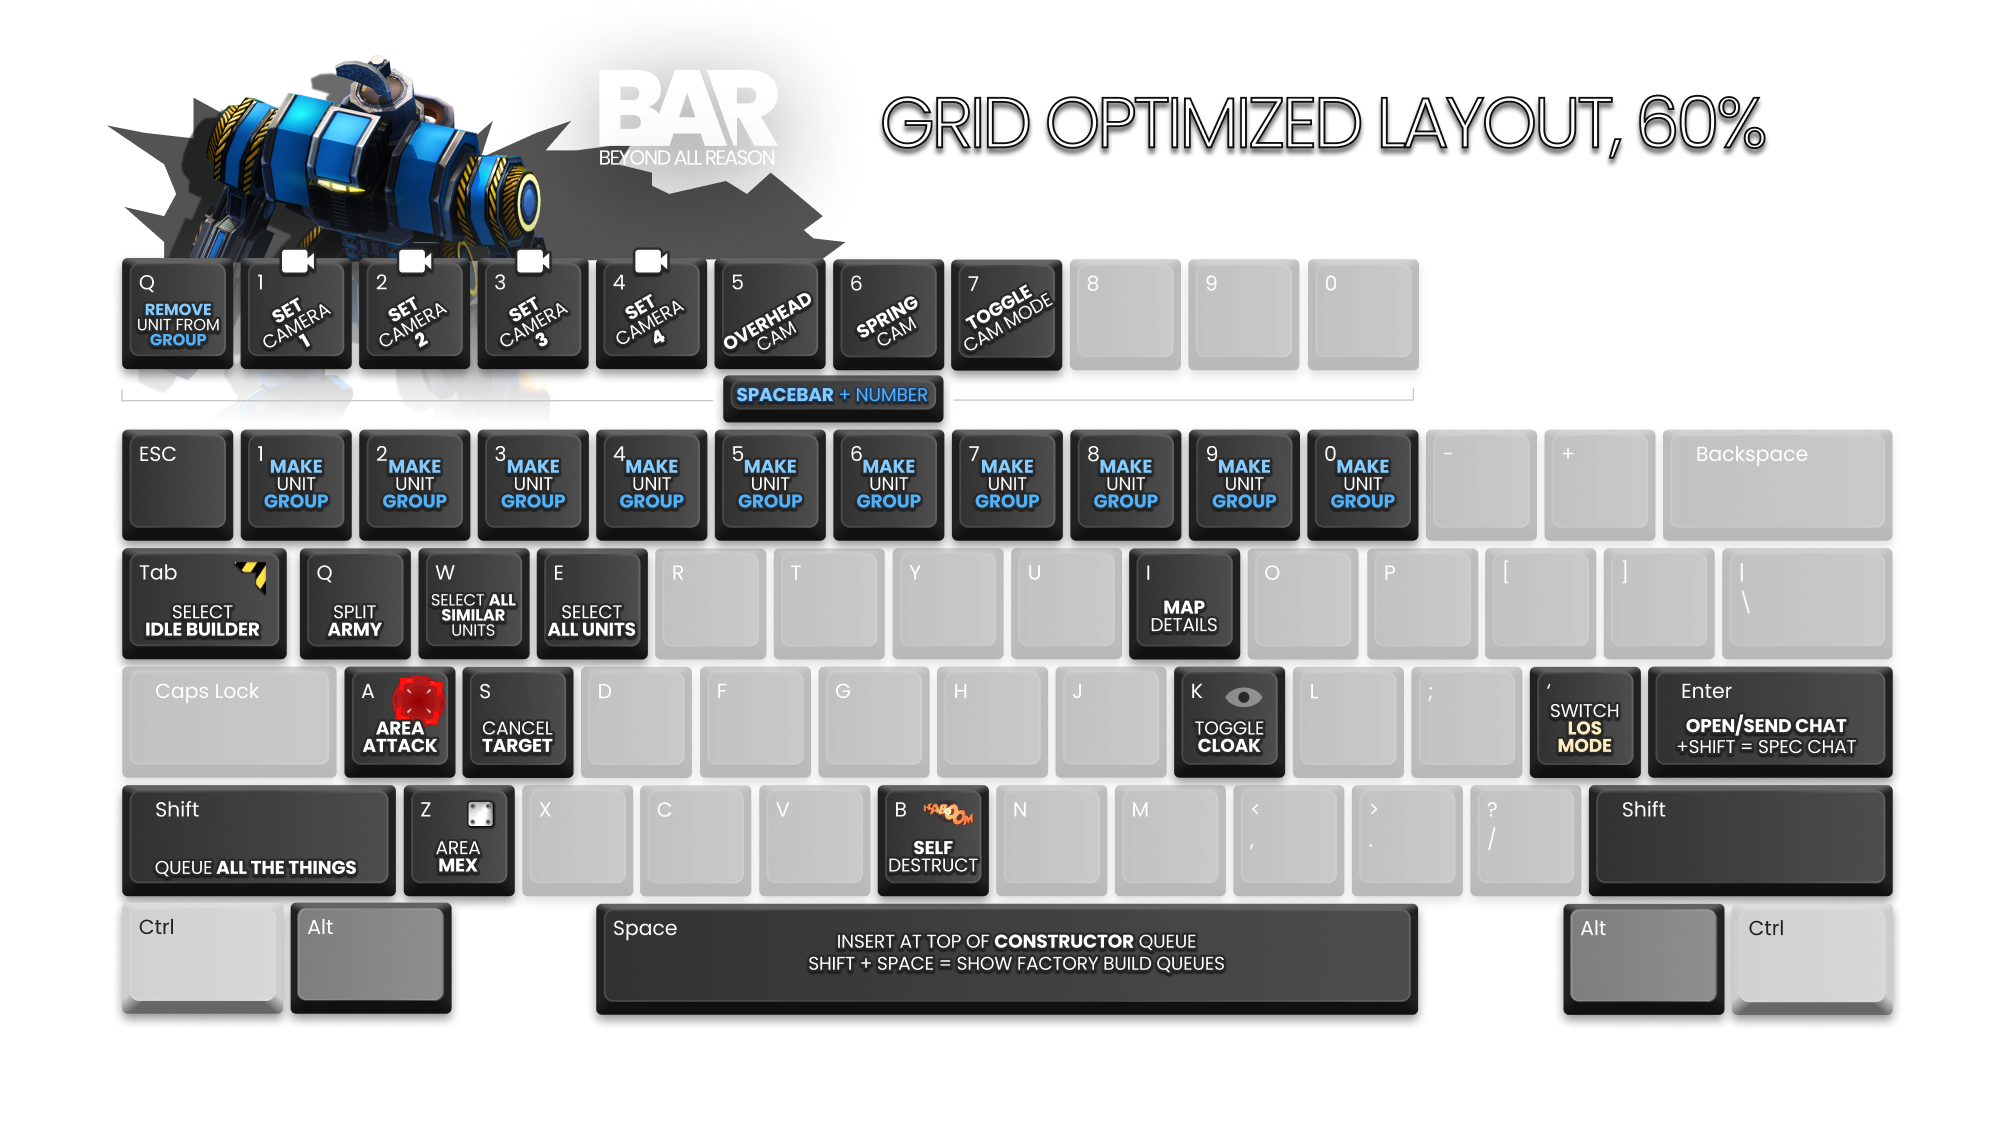 BAR
BEYOND ALL REASON
GRID OPTIMIZED LAYOUT, 60%
Q
REMOVE
UNIT FROM
GROUP
1
SET
CAMERA
1
2
SET
CAMERA
2
3
SET
CAMERA
3
4
SET
CAMERA
4
5
OVERHEAD
CAM
6
SPRING
CAM
7
TOGGLE
CAM MODE
8
9
0
SPACEBAR + NUMBER
ESC
1
MAKE
UNIT
GROUP
2
MAKE
UNIT
GROUP
3
MAKE
UNIT
GROUP
4
MAKE
UNIT
GROUP
5
MAKE
UNIT
GROUP
6
MAKE
UNIT
GROUP
7
MAKE
UNIT
GROUP
8
MAKE
UNIT
GROUP
9
MAKE
UNIT
GROUP
0
MAKE
UNIT
GROUP
-
+
Backspace
Tab
SELECT
IDLE BUILDER
Q
SPLIT
ARMY
W
SELECT ALL
SIMILAR
UNITS
E
SELECT
ALL UNITS
R
T
Y
U
I
MAP
DETAILS
O
P
[
]
|
\
Caps Lock
A
AREA
ATTACK
S
CANCEL
TARGET
D
F
G
H
J
K
TOGGLE
CLOAK
L
;
‘
SWITCH
LOS
MODE
Enter
OPEN/SEND CHAT
+SHIFT = SPEC CHAT
Shift
QUEUE ALL THE THINGS
Z
AREA
MEX
X
C
V
B
KABOOOM
SELF
DESTRUCT
N
M
<
,
>
.
?
/
Shift
Ctrl
Alt
Space
INSERT AT TOP OF CONSTRUCTOR QUEUE
SHIFT + SPACE = SHOW FACTORY BUILD QUEUES
Alt
Ctrl